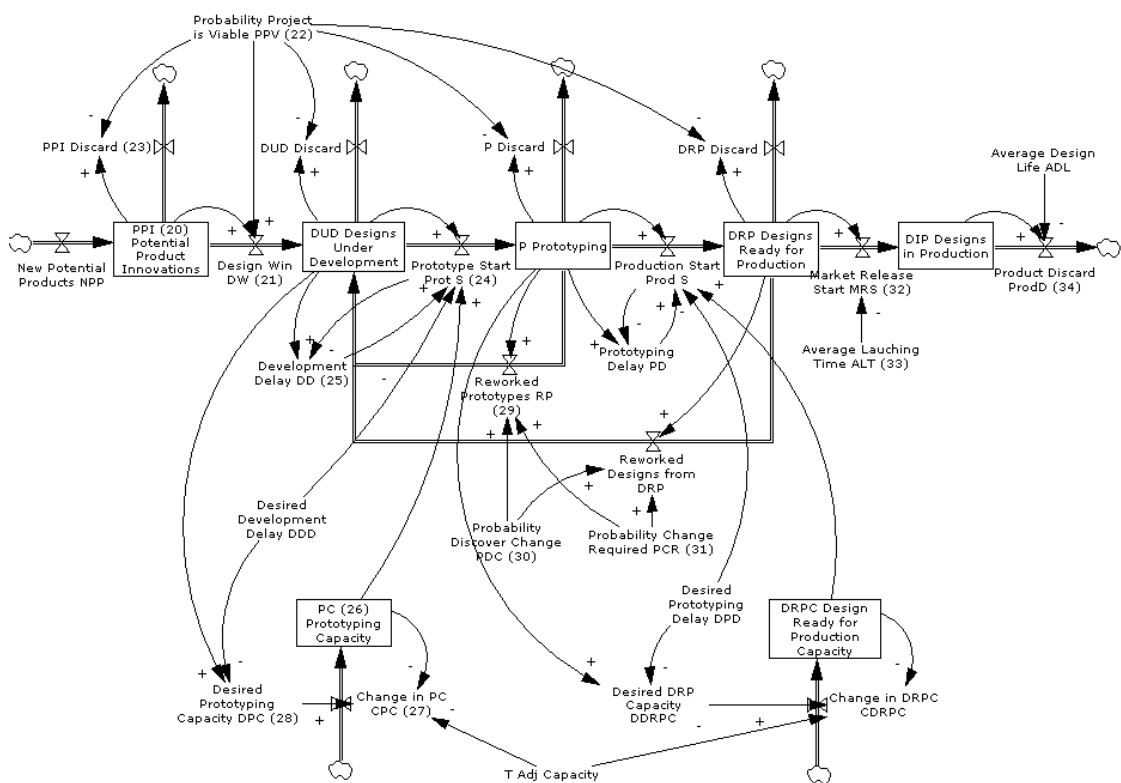 Probability Project
is Viable PPV (22)
-
-
-
-
PPI Discard (23)
DUD Discard
P Discard
DRP Discard
Average Design
Life ADL
+
+
+
+
PPI (20)
Potential
Product
Innovations
+
+
DUD Designs
Under
Development
+
P Prototyping
+
DRP Designs
Ready for
Production
+
DIP Designs
in Production
+
-
New Potential
Products NPP
Design Win
DW (21)
Prototype Start
Prot S (24)
Production Start
Prod S
Market Release
Start MRS (32)
Product Discard
ProdD (34)
-
-
+
+
-
-
-
+
-
-
+
+
-
Development
Delay DD (25)
Prototyping
Delay PD
Average Lauching
Time ALT (33)
-
Reworked
Prototypes RP
(29)
+
+
+
Reworked
Designs from
DRP
+
+
Desired
Development
Delay DDD
Probability
Discover Change
PDC (30)
Probability Change
Required PCR (31)
Desired
Prototyping
Delay DPD
PC (26)
Prototyping
Capacity
DRPC Design
Ready for
Production
Capacity
+
-
-
+
-
-
Desired
Prototyping
Capacity DPC (28)
+
Change in PC
CPC (27)
-
Desired DRP
Capacity
DDRPC
-
+
Change in DRPC
CDRPC
T Adj Capacity